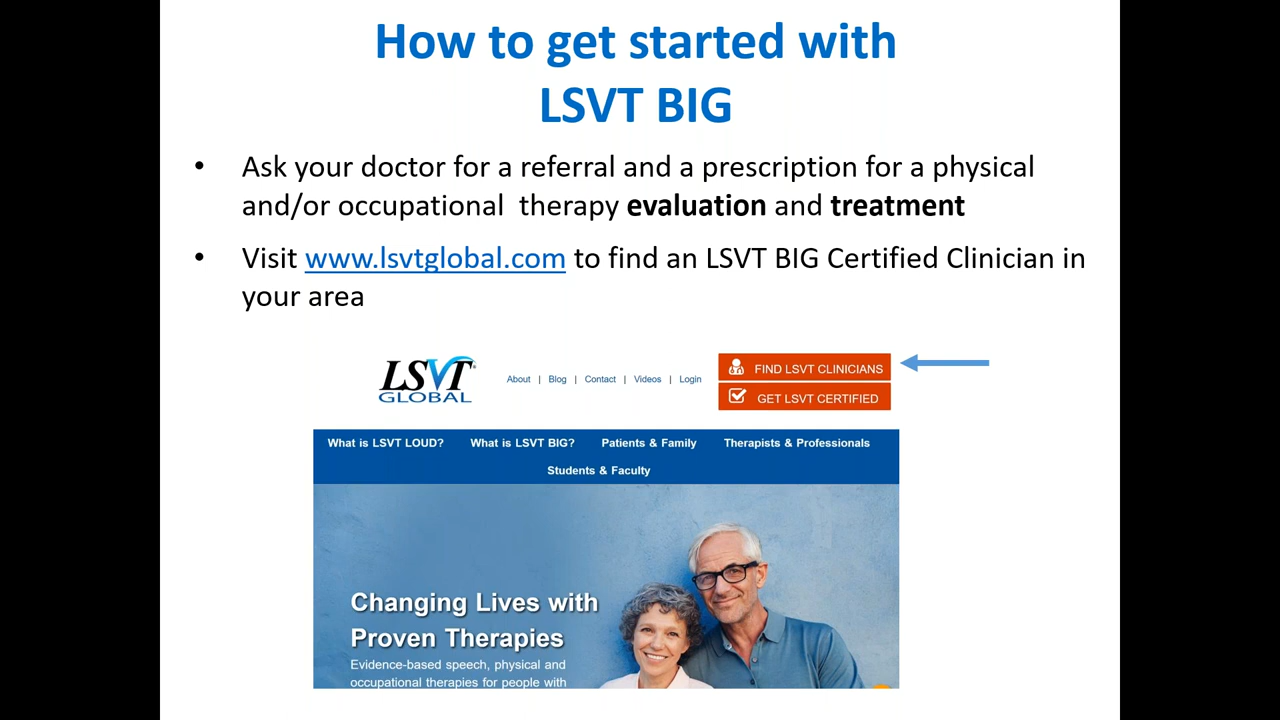 How to get started with
LSVT BIG
• Ask your doctor for a referral and a prescription for a physical
and/or occupational therapy evaluation and treatment
• Visit www.lsvtglobal.com to find an LSVT BIG Certified Clinician in
your area
LSVT®
GLOBAL
About | Blog | Contact | Videos | Login
FIND LSVT CLINICIANS
GET LSVT CERTIFIED
What is LSVT LOUD? What is LSVT BIG? Patients & Family Therapists & Professionals
Students & Faculty
Changing Lives with
Proven Therapies
Evidence-based speech, physical and
occupational therapies for people with